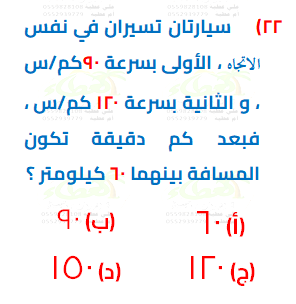 ٢٢) سيارتان تسيران في نفس
الاتجاه ، الأولى بسرعة ٩٠كم/س
، و الثانية بسرعة ١٢٠ كم/س ،
فبعد كم دقيقة تكون
المسافة بينهما ٦٠ كيلومتر ؟
(أ) ٦٠ (ب) ٩٠
(ج) ١٢٠ (د) ١٥٠